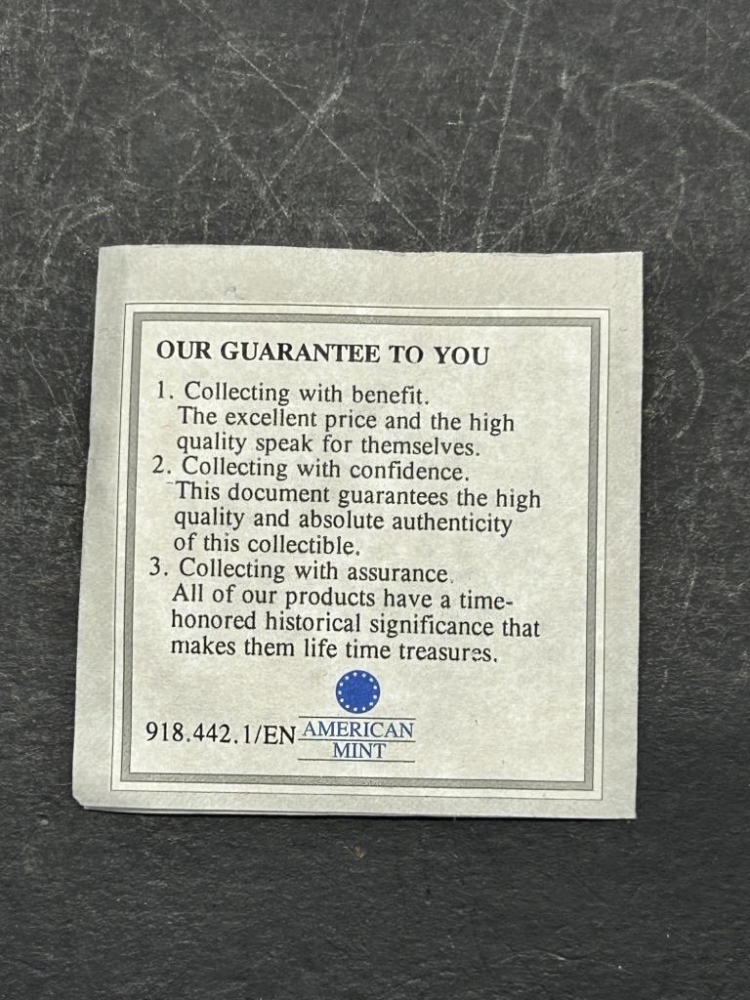 OUR GUARANTEE TO YOU
1. Collecting with benefit.
The excellent price and the high
quality speak for themselves.
2. Collecting with confidence.
This document guarantees the high
quality and absolute authenticity
of this collectible.
3. Collecting with assurance.
All of our products have a time-
honored historical significance that
makes them life time treasures.
918.442.1/EN AMERICAN
MINT